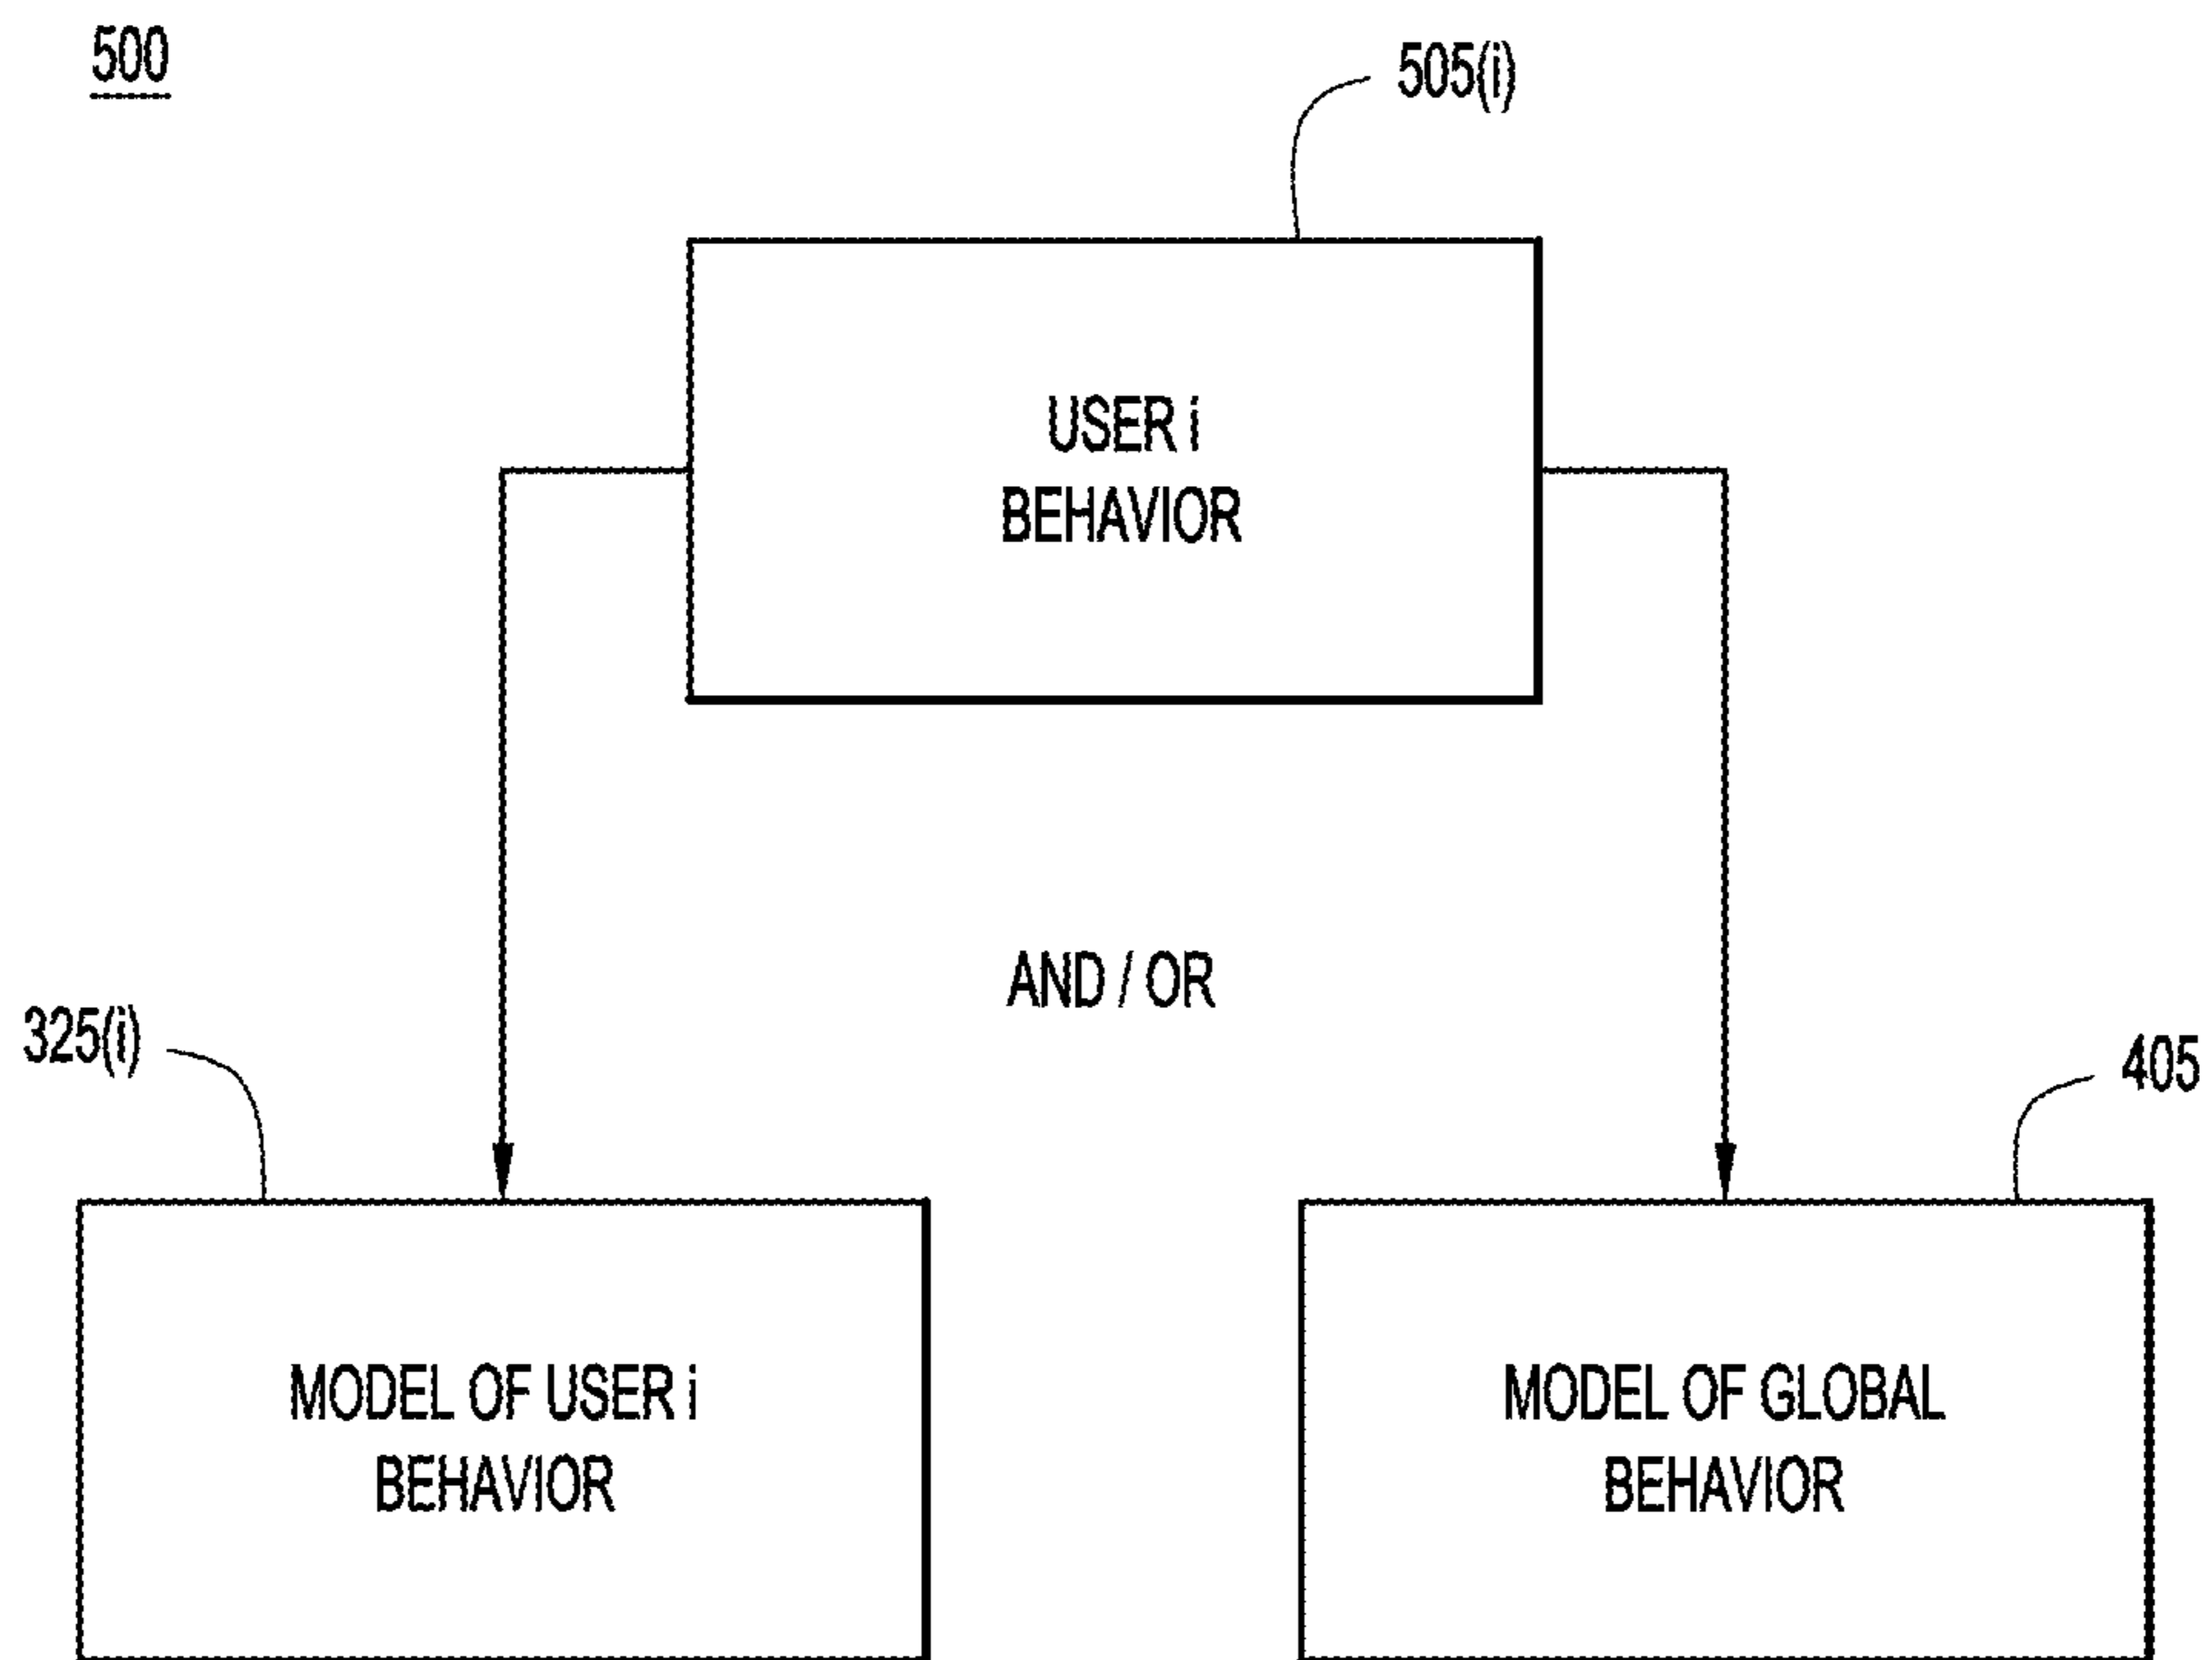 500
505(i)
USER i
BEHAVIOR
AND / OR
325(i)
405
MODEL OF USER i
BEHAVIOR
MODEL OF GLOBAL
BEHAVIOR